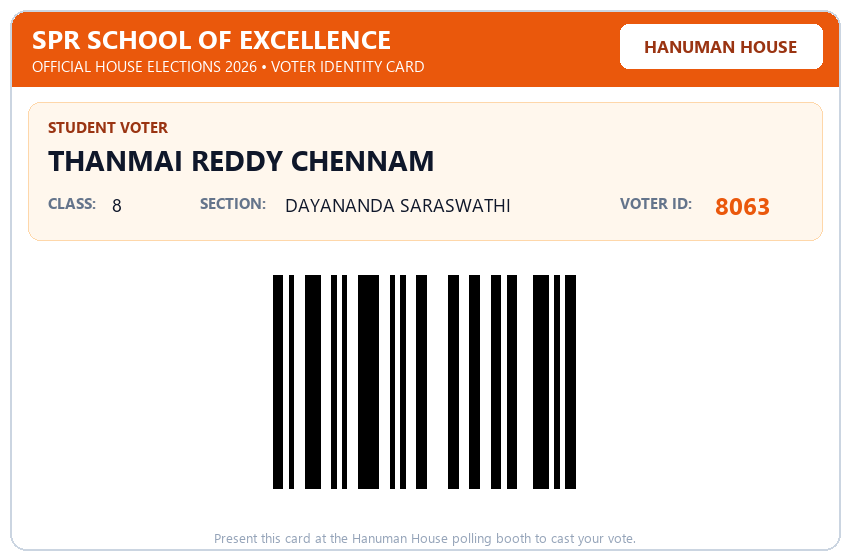 SPR SCHOOL OF EXCELLENCE
OFFICIAL HOUSE ELECTIONS 2026 • VOTER IDENTITY CARD
HANUMAN HOUSE
STUDENT VOTER
THANMAI REDDY CHENNAM
CLASS: 8 SECTION: DAYANANDA SARASWATHI VOTER ID: 8063
Present this card at the Hanuman House polling booth to cast your vote.